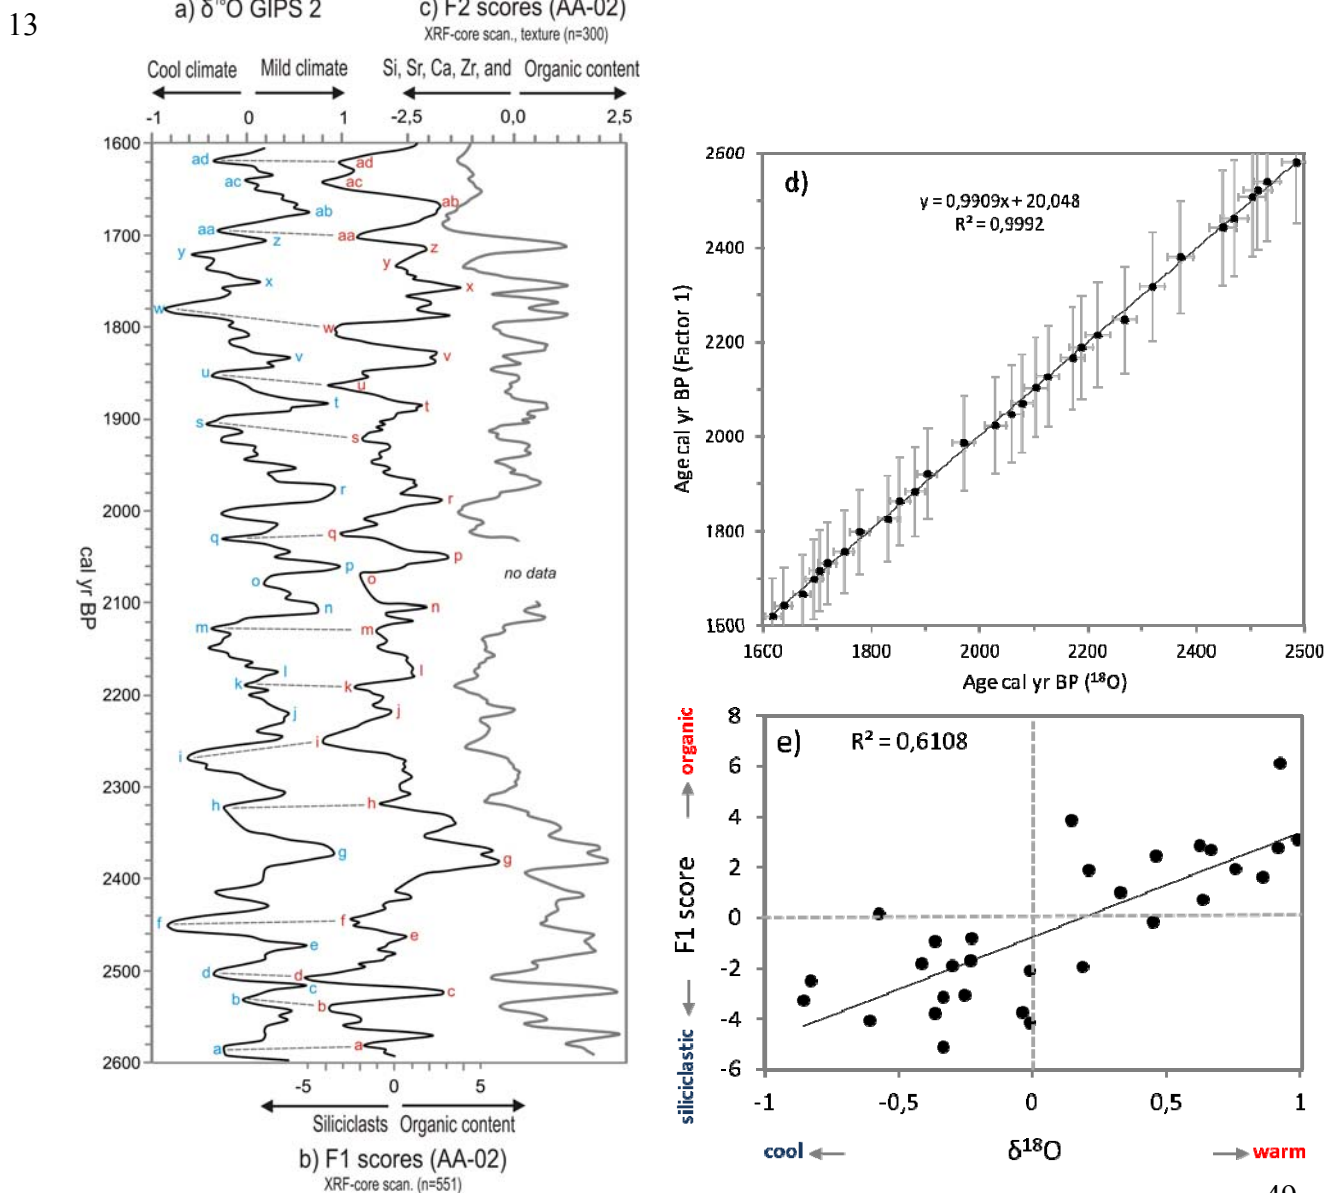 13
a) δ¹⁸O GIPS 2
c) F2 scores (AA-02)
XRF-core scan., texture (n=300)
Cool climate
Mild climate
Si, Sr, Ca, Zr, and
Organic content
-1 0 1
-2,5 0,0 2,5
1600
1700
1800
1900
2000
2100
2200
2300
2400
2500
2600
cal yr BP
ad
ac
ab
aa
z
y
x
w
v
u
t
s
r
q
p
o
n
m
l
k
j
i
h
g
f
e
d
c
b
a
ad
ac
ab
aa
z
y
x
w
v
u
t
s
r
q
p
o
n
m
l
k
j
i
h
g
f
e
d
c
b
a
no data
-5 0 5
Siliciclasts
Organic content
b) F1 scores (AA-02)
XRF-core scan. (n=551)
d)
y = 0,9909x + 20,048
R² = 0,9992
Age cal yr BP (Factor 1)
2600
2400
2200
2000
1800
1600
1600 1800 2000 2200 2400 2500
Age cal yr BP (¹⁸O)
e)
R² = 0,6108
organic
F1 score
siliciclastic
8
6
4
2
0
-2
-4
-6
-1 -0,5 0 0,5 1
cool
δ¹⁸O
warm